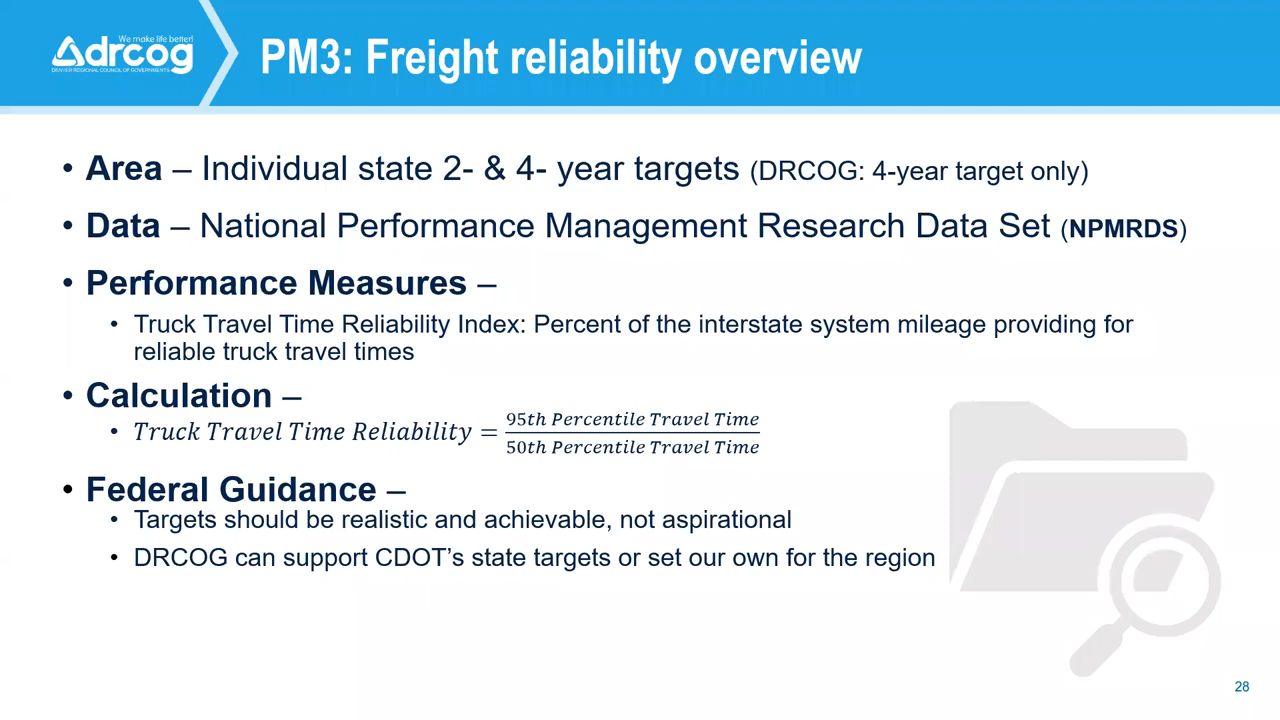 We make life better!
drcog
DENVER REGIONAL COUNCIL OF GOVERNMENTS
PM3: Freight reliability overview
• Area – Individual state 2- & 4- year targets (DRCOG: 4-year target only)
• Data – National Performance Management Research Data Set (NPMRDS)
• Performance Measures –
• Truck Travel Time Reliability Index: Percent of the interstate system mileage providing for
reliable truck travel times
• Calculation –
• Truck Travel Time Reliability = 95th Percentile Travel Time
50th Percentile Travel Time
• Federal Guidance –
• Targets should be realistic and achievable, not aspirational
• DRCOG can support CDOT’s state targets or set our own for the region
28